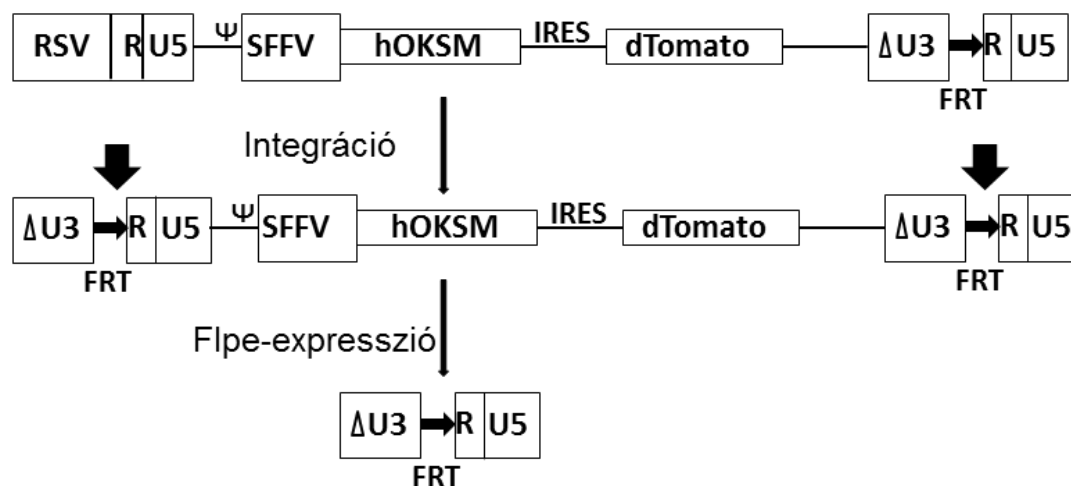 RSV R U5 Ψ SFFV hOKSM IRES dTomato ΔU3 R U5
FRT
Integráció
ΔU3 R U5 Ψ SFFV hOKSM IRES dTomato ΔU3 R U5
FRT FRT
Flpe-expresszió
ΔU3 R U5
FRT